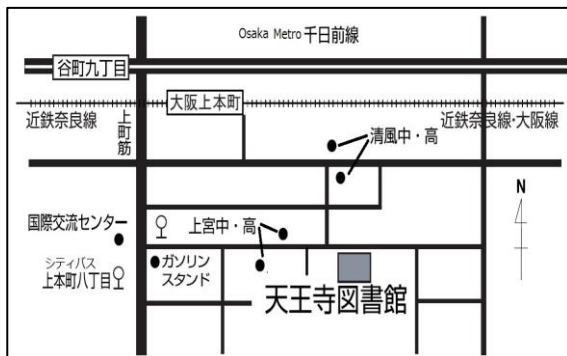 Osaka Metro 千日前線
谷町九丁目
大阪上本町
近鉄奈良線
近鉄奈良線・大阪線
上町筋
清風中・高
N
国際交流センター
上宮中・高
シティバス
上本町八丁目
ガソリン
スタンド
天王寺図書館